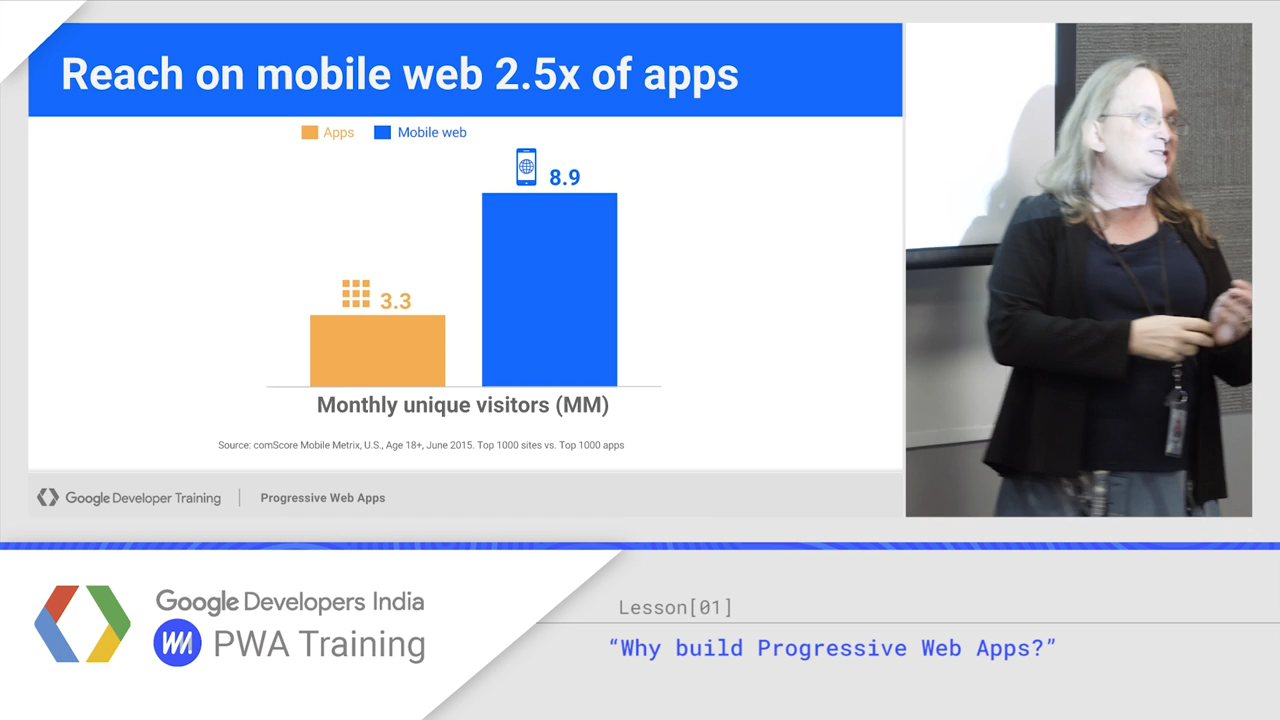 Reach on mobile web 2.5x of apps
Apps
Mobile web
8.9
3.3
Monthly unique visitors (MM)
Source: comScore Mobile Metrix, U.S., Age 18+, June 2015. Top 1000 sites vs. Top 1000 apps
Google Developer Training
Progressive Web Apps
Google Developers India
PWA Training
Lesson[01]
“Why build Progressive Web Apps?”